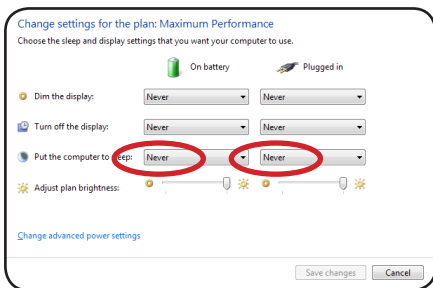 Change settings for the plan: Maximum Performance
Choose the sleep and display settings that you want your computer to use.
On battery Plugged in
Dim the display: Never Never
Turn off the display: Never Never
Put the computer to sleep: Never Never
Adjust plan brightness:
Change advanced power settings
Save changes Cancel